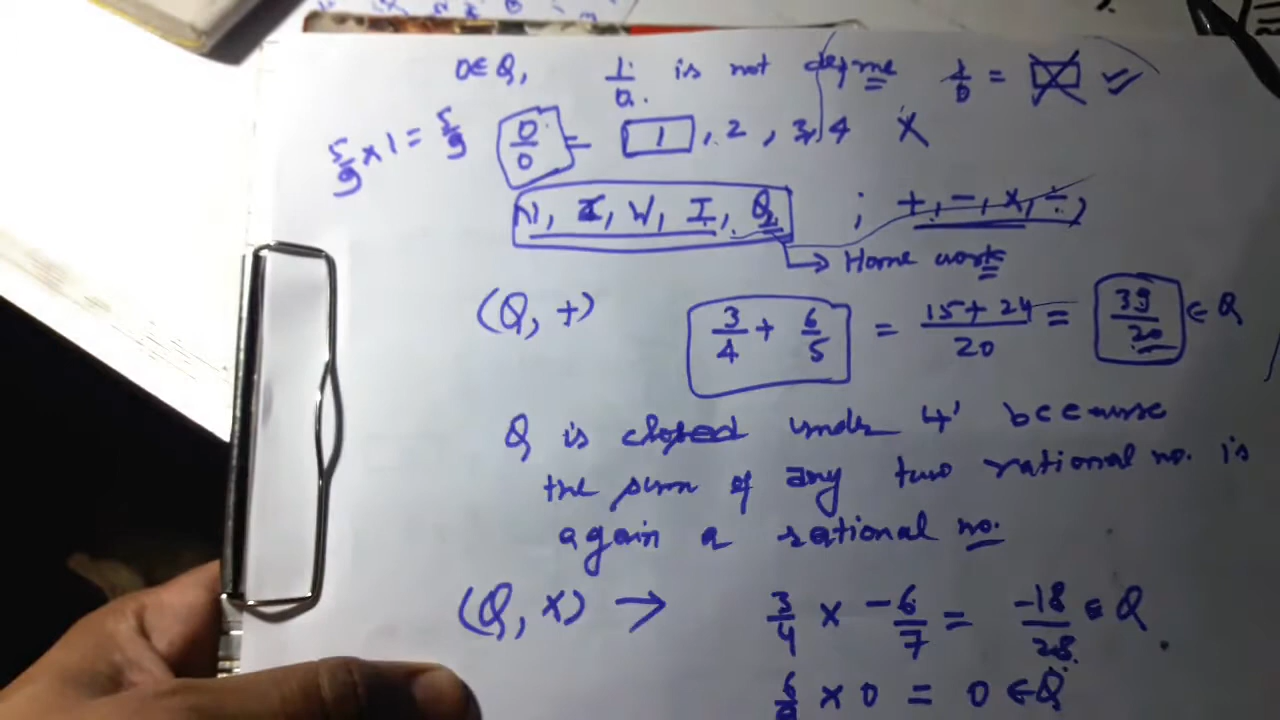 0 ∈ Q, 1/0. is not defme 1/0 =
5/9 × 1 = 5/9 0/0 = 1, 2, 3, 4 ×
N, Z, W, I, Q ; +, -, ×, ÷,
→ Home work
(Q, +) 3/4 + 6/5 = 15+24/20 = 39/20 ∈ Q
Q is closed under '+' because
the sum of any two rational no. is
again a rational no.
(Q, ×) → 3/4 × -6/7 = -18/28 ∈ Q
× 0 = 0 ∈ Q